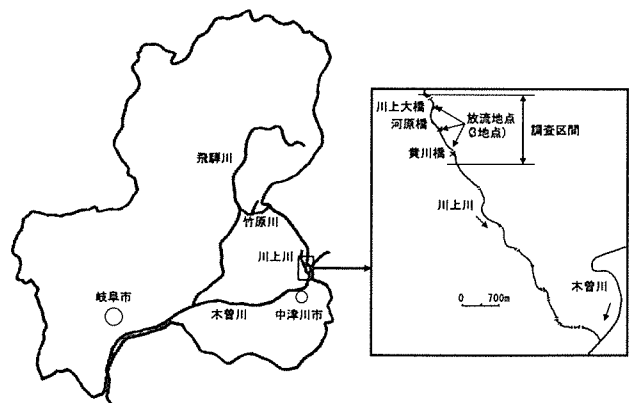 飛騨川
竹原川
川上川
岐阜市
木曽川
中津川市
川上大橋
河原橋
黄川橋
放流地点
(3地点)
調査区間
川上川
木曽川
0 700m